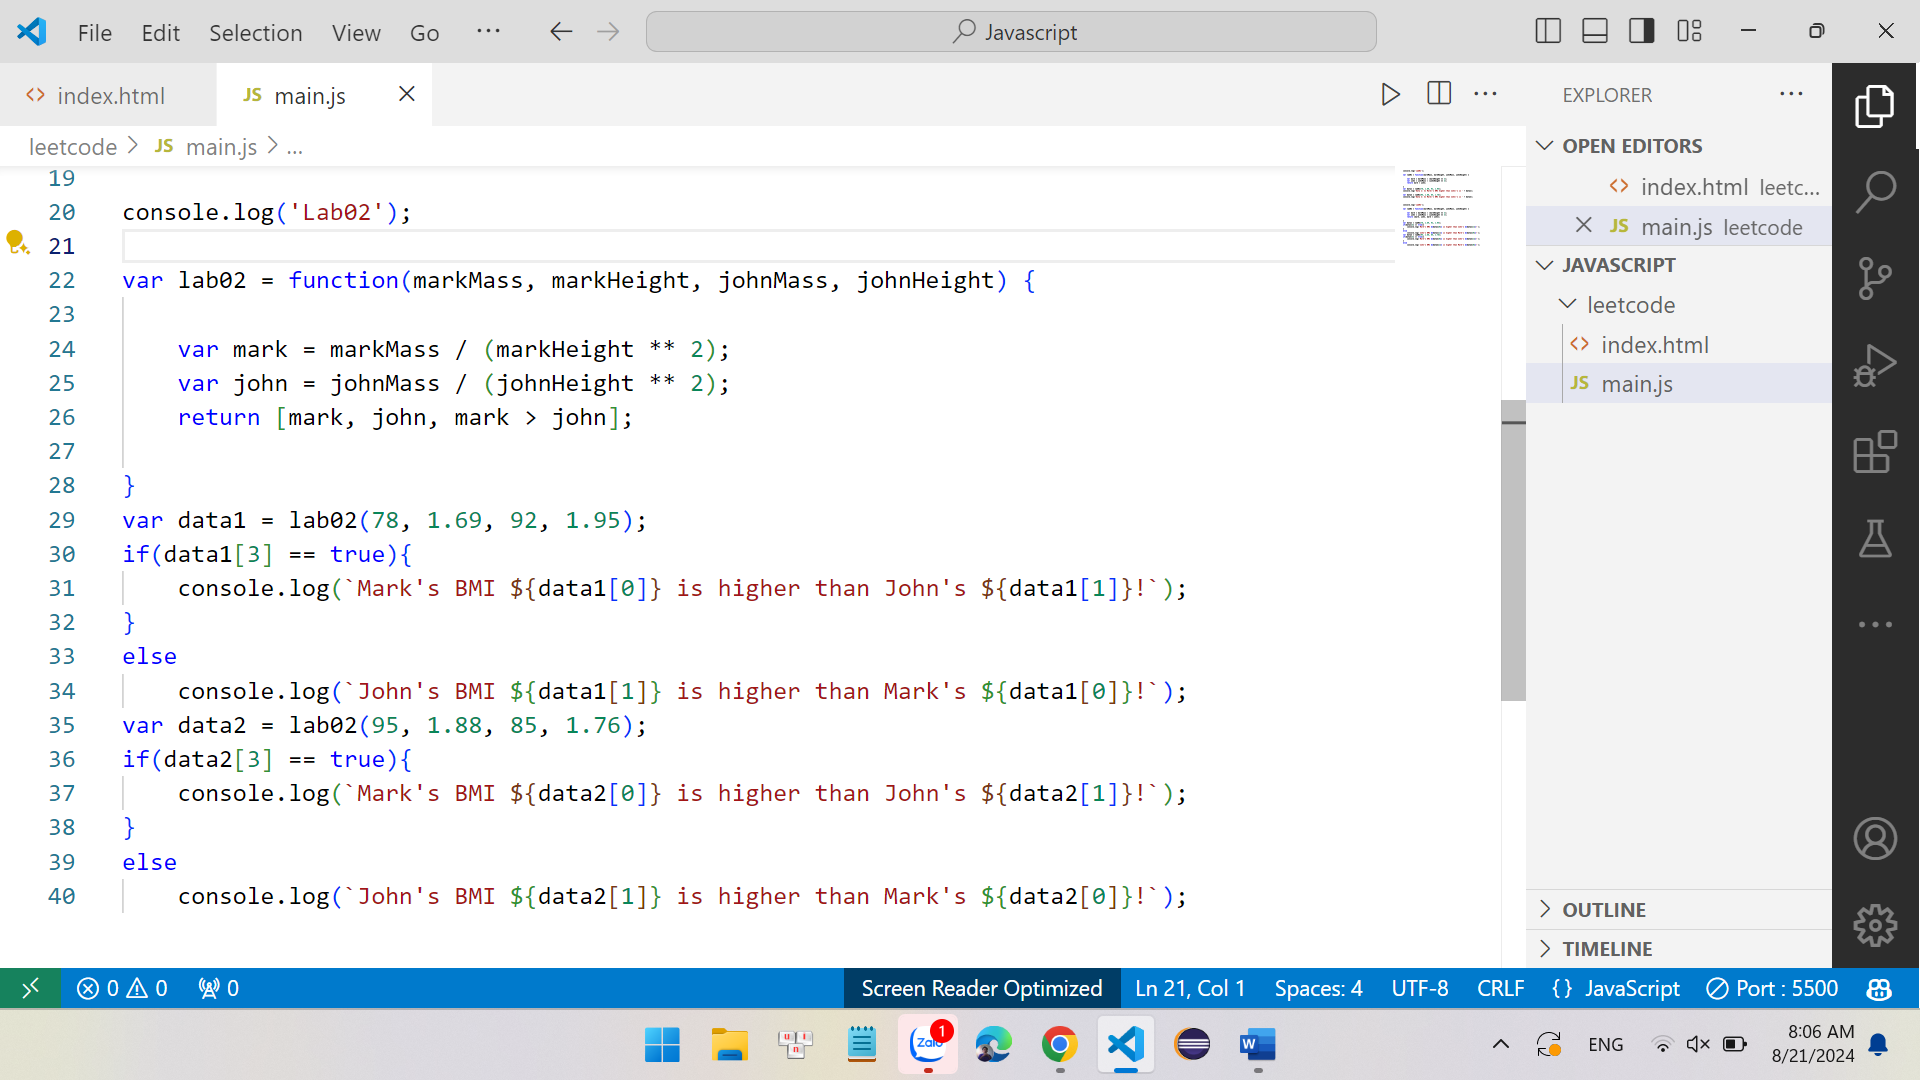 File Edit Selection View Go ··· Javascript
index.html
JS main.js
leetcode > JS main.js > ...
19
20 console.log('Lab02');
21
22 var lab02 = function(markMass, markHeight, johnMass, johnHeight) {
23
24 var mark = markMass / (markHeight ** 2);
25 var john = johnMass / (johnHeight ** 2);
26 return [mark, john, mark > john];
27
28 }
29 var data1 = lab02(78, 1.69, 92, 1.95);
30 if(data1[3] == true){
31 console.log(`Mark's BMI ${data1[0]} is higher than John's ${data1[1]}!`);
32 }
33 else
34 console.log(`John's BMI ${data1[1]} is higher than Mark's ${data1[0]}!`);
35 var data2 = lab02(95, 1.88, 85, 1.76);
36 if(data2[3] == true){
37 console.log(`Mark's BMI ${data2[0]} is higher than John's ${data2[1]}!`);
38 }
39 else
40 console.log(`John's BMI ${data2[1]} is higher than Mark's ${data2[0]}!`);
EXPLORER
OPEN EDITORS
index.html leetc...
JS main.js leetcode
JAVASCRIPT
leetcode
index.html
JS main.js
OUTLINE
TIMELINE
0 0 0 Screen Reader Optimized Ln 21, Col 1 Spaces: 4 UTF-8 CRLF {} JavaScript Port : 5500
Zalo 1 W ENG 8:06 AM
8/21/2024